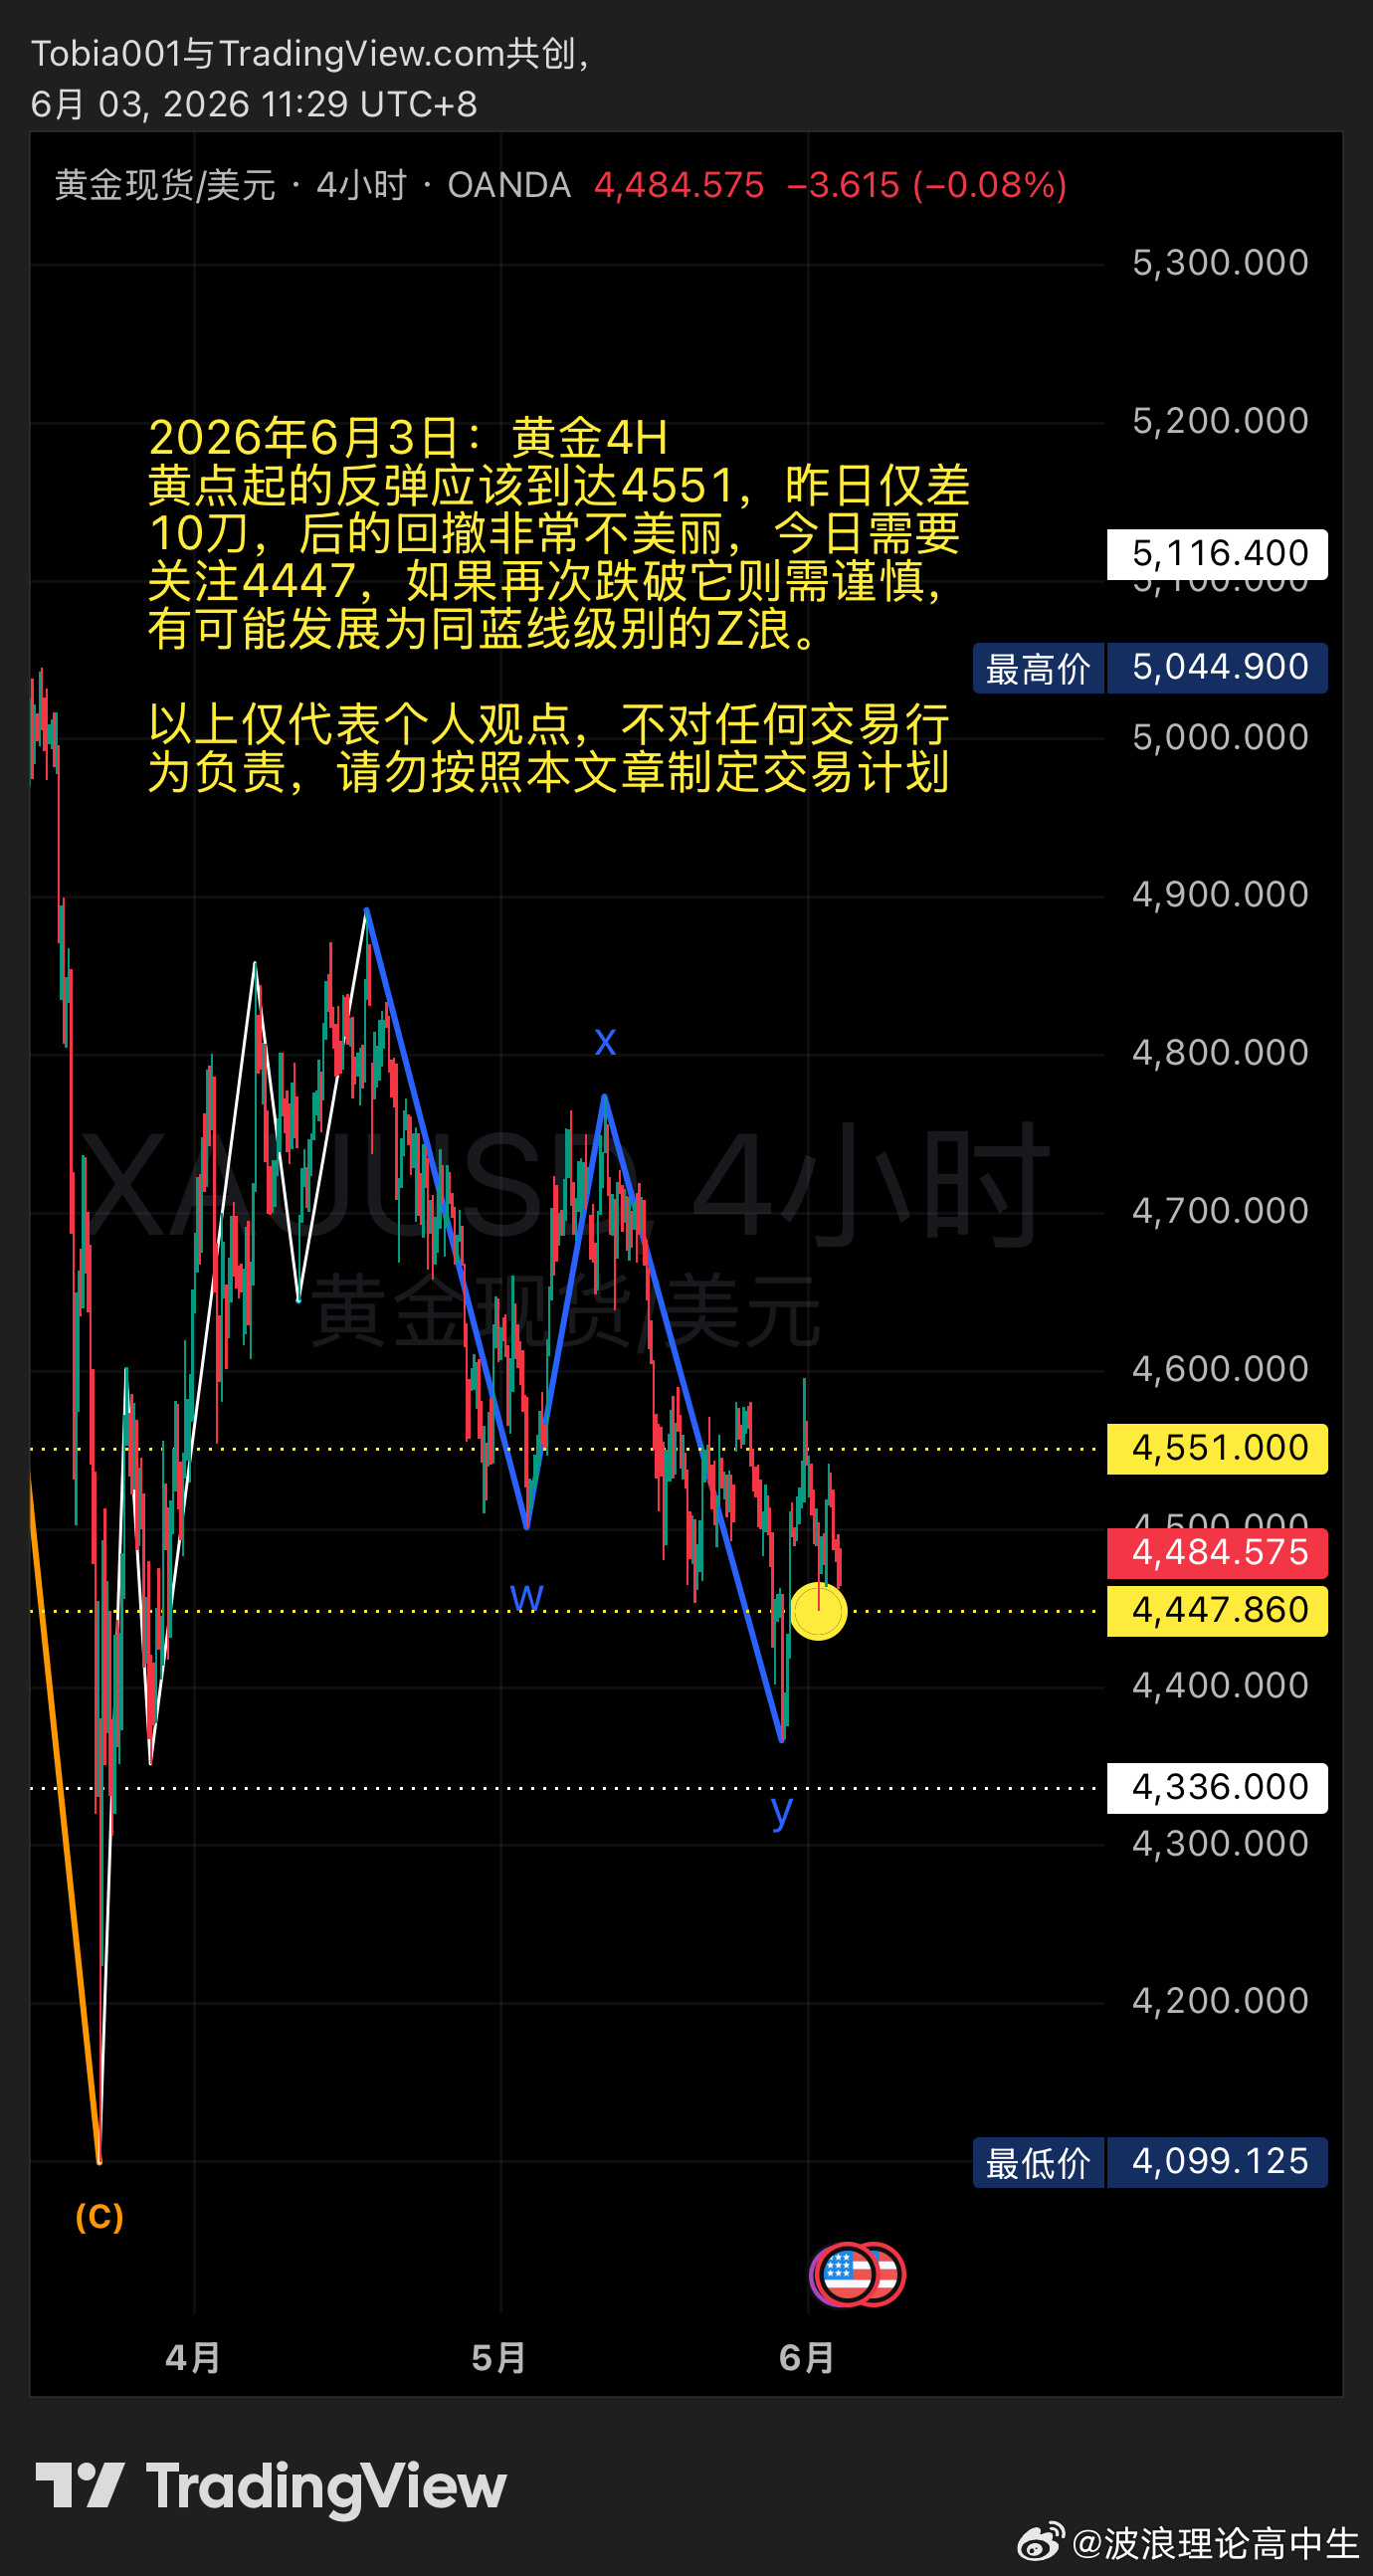 Tobia001与TradingView.com共创，
6月 03, 2026 11:29 UTC+8
黄金现货/美元 · 4小时 · OANDA 4,484.575 −3.615 (−0.08%)
5,300.000
5,200.000
2026年6月3日：黄金4H
黄点起的反弹应该到达4551，昨日仅差
10刀，后的回撤非常不美丽，今日需要
关注4447，如果再次跌破它则需谨慎，
有可能发展为同蓝线级别的Z浪。
以上仅代表个人观点，不对任何交易行
为负责，请勿按照本文章制定交易计划
5,116.400
5,100.000
最高价 5,044.900
5,000.000
4,900.000
x
4,800.000
XAUUSD, 4小时
4,700.000
黄金现货/美元
4,600.000
4,551.000
4,500.000
4,484.575
w
4,447.860
4,400.000
4,336.000
y
4,300.000
4,200.000
最低价 4,099.125
(C)
4月 5月 6月
TradingView
@波浪理论高中生